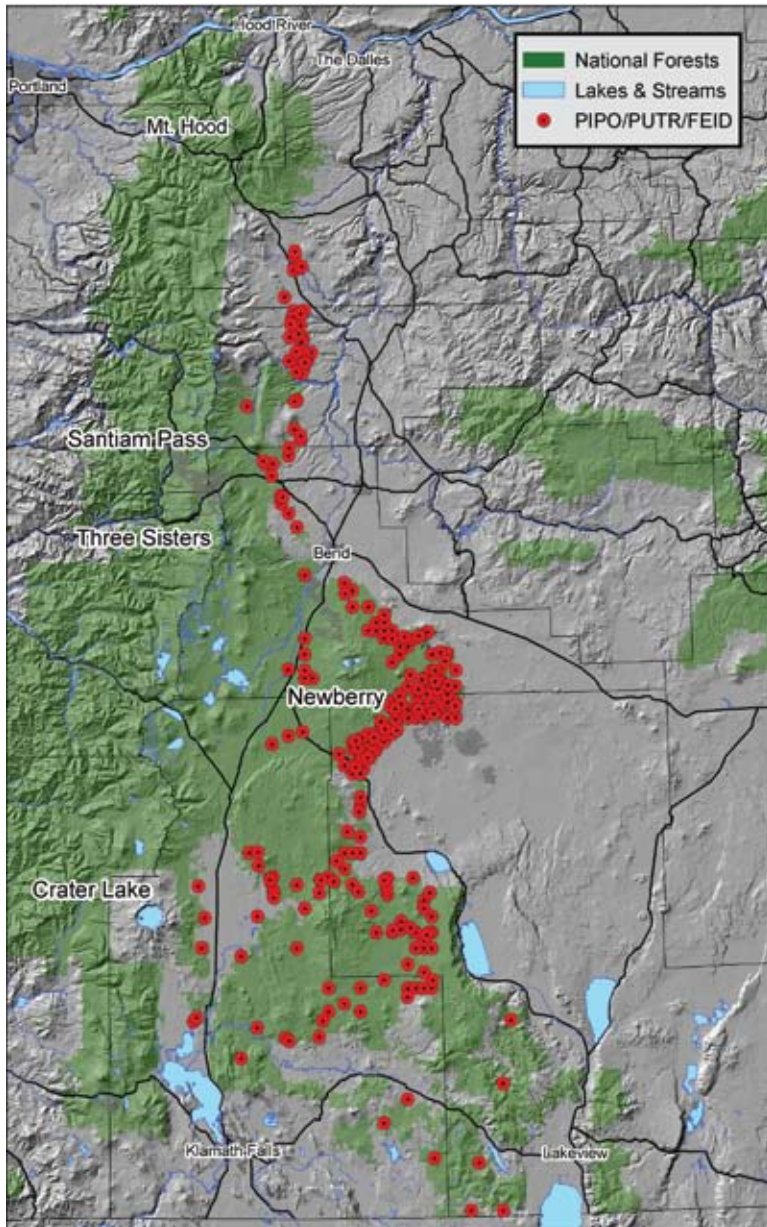 Hood River
The Dalles
Portland
Mt. Hood
National Forests
Lakes & Streams
PIPO/PUTR/FEID
Santiam Pass
Three Sisters
Bend
Newberry
Crater Lake
Klamath Falls
Lakeview